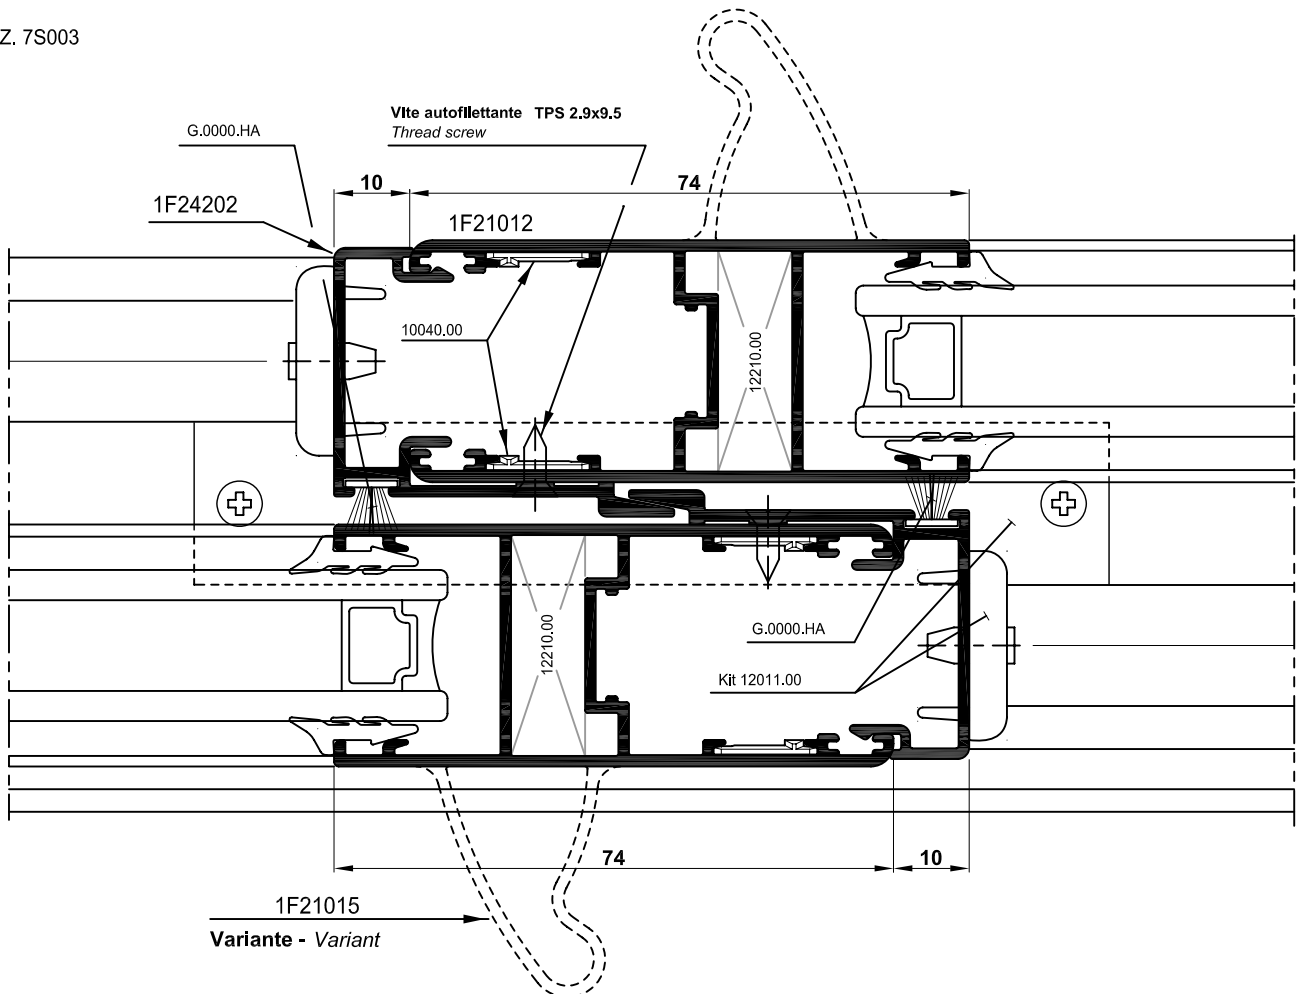 Z. 7S003
Vite autofilettante TPS 2.9x9.5
Thread screw
G.0000.HA
10
74
1F24202
1F21012
10040.00
12210.00
12210.00
G.0000.HA
Kit 12011.00
74
10
1F21015
Variante - Variant